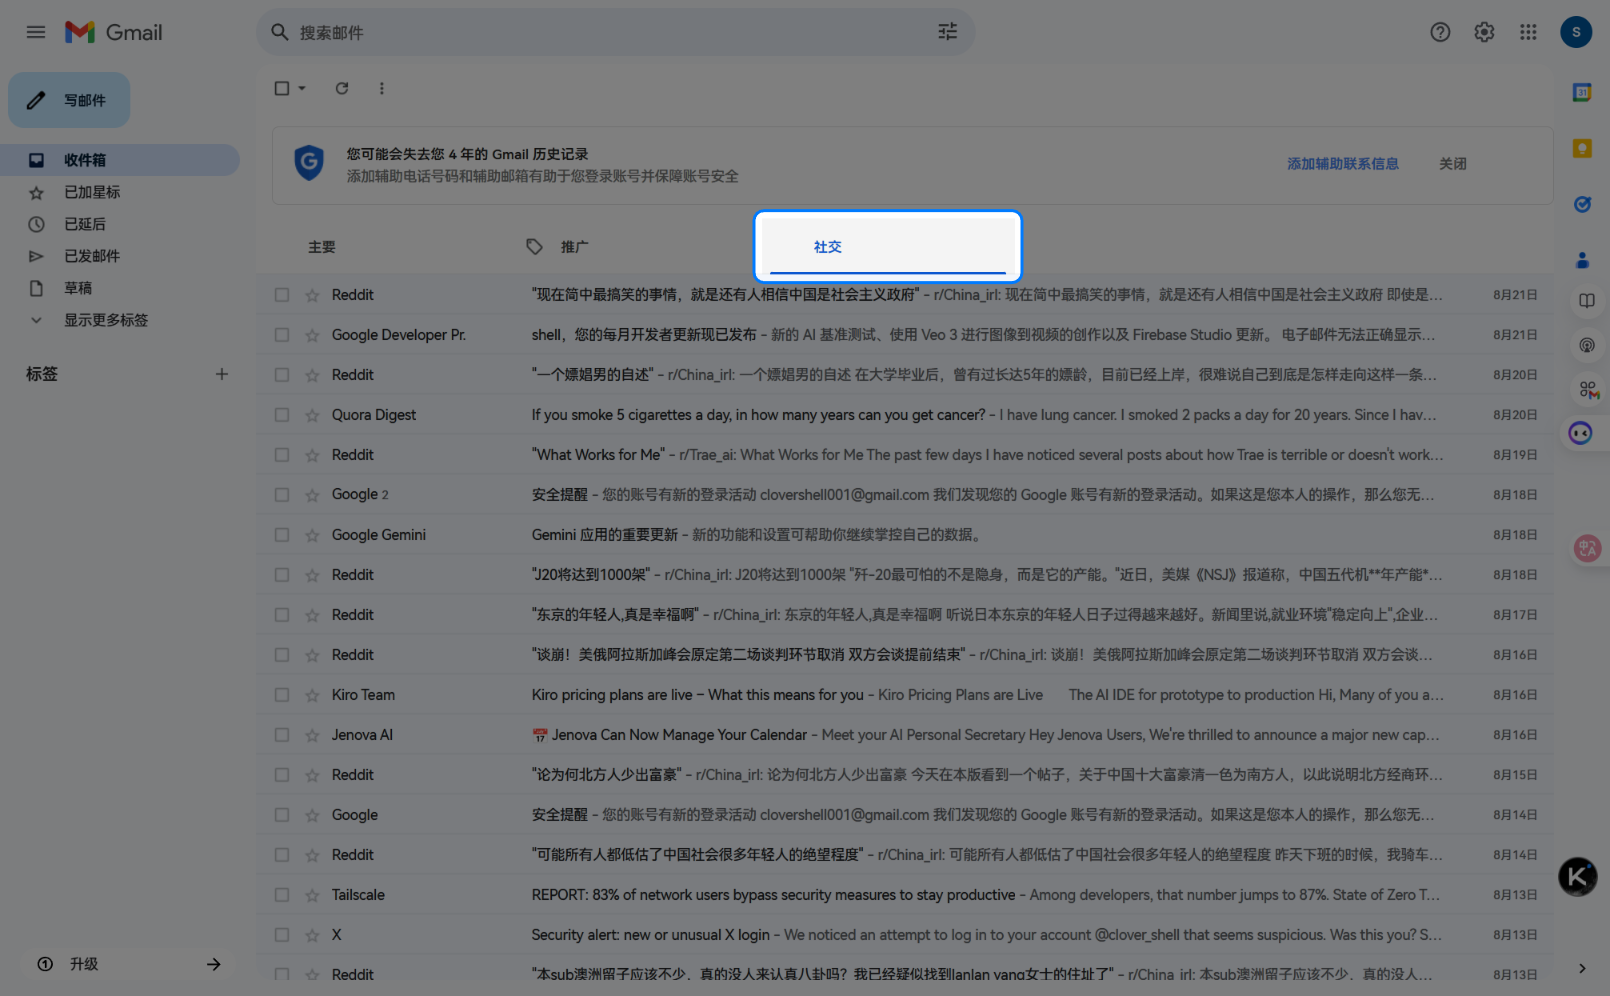 Gmail
搜索邮件
S
写邮件
收件箱
已加星标
已延后
已发邮件
草稿
显示更多标签
标签
升级
您可能会失去您 4 年的 Gmail 历史记录
添加辅助电话号码和辅助邮箱有助于您登录账号并保障账号安全
添加辅助联系信息
关闭
主要
推广
社交
Reddit "现在简中最搞笑的事情，就是还有人相信中国是社会主义政府" – r/China_irl: 现在简中最搞笑的事情，就是还有人相信中国是社会主义政府 即使是… 8月21日
Google Developer Pr. shell，您的每月开发者更新现已发布 – 新的 AI 基准测试、使用 Veo 3 进行图像到视频的创作以及 Firebase Studio 更新。 电子邮件无法正确显示… 8月21日
Reddit "一个嫖娼男的自述" – r/China_irl: 一个嫖娼男的自述 在大学毕业后，曾有过长达5年的嫖龄，目前已经上岸，很难说自己到底是怎样走向这样一条… 8月20日
Quora Digest If you smoke 5 cigarettes a day, in how many years can you get cancer? – I have lung cancer. I smoked 2 packs a day for 20 years. Since I hav… 8月20日
Reddit "What Works for Me" – r/Trae_ai: What Works for Me The past few days I have noticed several posts about how Trae is terrible or doesn't work… 8月19日
Google 2 安全提醒 – 您的账号有新的登录活动 clovershell001@gmail.com 我们发现您的 Google 账号有新的登录活动。如果这是您本人的操作，那么您无… 8月18日
Google Gemini Gemini 应用的重要更新 – 新的功能和设置可帮助你继续掌控自己的数据。 8月18日
Reddit "J20将达到1000架" – r/China_irl: J20将达到1000架 "歼-20最可怕的不是隐身，而是它的产能。"近日，美媒《NSJ》报道称，中国五代机**年产能*… 8月18日
Reddit "东京的年轻人,真是幸福啊" – r/China_irl: 东京的年轻人,真是幸福啊 听说日本东京的年轻人日子过得越来越好。新闻里说,就业环境"稳定向上",企业… 8月17日
Reddit "谈崩！美俄阿拉斯加峰会原定第二场谈判环节取消 双方会谈提前结束" – r/China_irl: 谈崩！美俄阿拉斯加峰会原定第二场谈判环节取消 双方会谈… 8月16日
Kiro Team Kiro pricing plans are live – What this means for you – Kiro Pricing Plans are Live The AI IDE for prototype to production Hi, Many of you a… 8月16日
Jenova AI 📅 Jenova Can Now Manage Your Calendar – Meet your AI Personal Secretary Hey Jenova Users, We're thrilled to announce a major new cap… 8月16日
Reddit "论为何北方人少出富豪" – r/China_irl: 论为何北方人少出富豪 今天在本版看到一个帖子，关于中国十大富豪清一色为南方人，以此说明北方经商环… 8月15日
Google 安全提醒 – 您的账号有新的登录活动 clovershell001@gmail.com 我们发现您的 Google 账号有新的登录活动。如果这是您本人的操作，那么您无… 8月14日
Reddit "可能所有人都低估了中国社会很多年轻人的绝望程度" – r/China_irl: 可能所有人都低估了中国社会很多年轻人的绝望程度 昨天下班的时候，我骑车… 8月14日
Tailscale REPORT: 83% of network users bypass security measures to stay productive – Among developers, that number jumps to 87%. State of Zero T… 8月13日
X Security alert: new or unusual X login – We noticed an attempt to log in to your account @clover_shell that seems suspicious. Was this you? S… 8月13日
Reddit "本sub澳洲留子应该不少，真的没人来认真八卦吗？我已经疑似找到lanlan yang女士的住址了" – r/China_irl: 本sub澳洲留子应该不少，真的没人… 8月13日